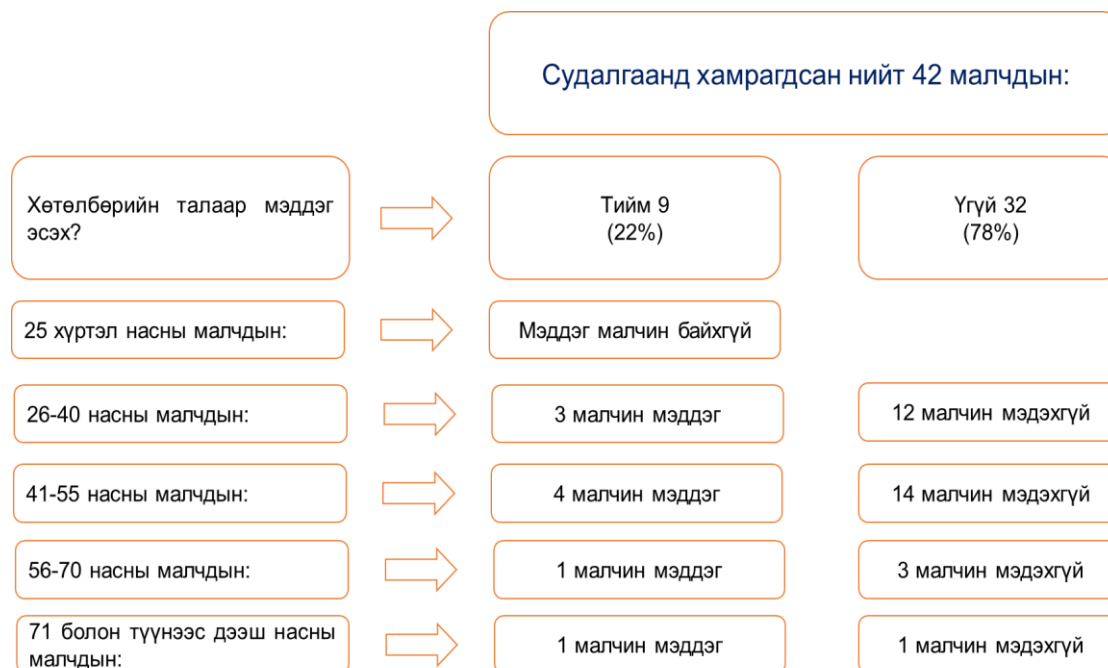 Судалгаанд хамрагдсан нийт 42 малчдын:
Хөтөлбөрийн талаар мэддэг
эсэх?
Тийм 9
(22%)
Үгүй 32
(78%)
25 хүртэл насны малчдын:
Мэддэг малчин байхгүй
26-40 насны малчдын:
3 малчин мэддэг
12 малчин мэдэхгүй
41-55 насны малчдын:
4 малчин мэддэг
14 малчин мэдэхгүй
56-70 насны малчдын:
1 малчин мэддэг
3 малчин мэдэхгүй
71 болон түүнээс дээш насны
малчдын:
1 малчин мэддэг
1 малчин мэдэхгүй